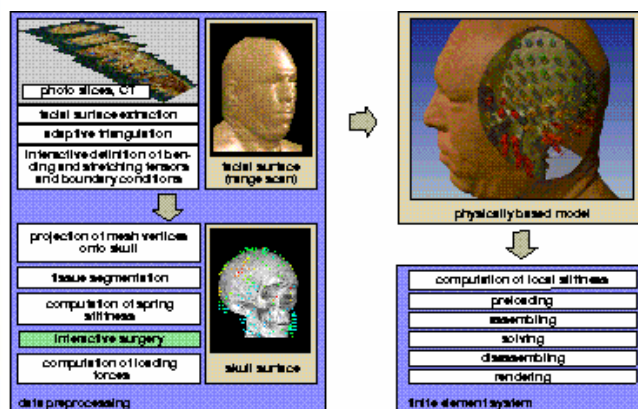 photo slices, CT
facial surface extraction
adaptive triangulation
interactive definition of ben-
ding and stretching tensors
and boundary conditions
facial surface
(range scan)
projection of mesh vertices
onto skull
tissue segmentation
computation of spring
stiffness
interactive surgery
computation of loading
forces
skull surface
data preprocessing
physically based model
computation of local stiffness
preloading
assembling
solving
disassembling
rendering
finite element system